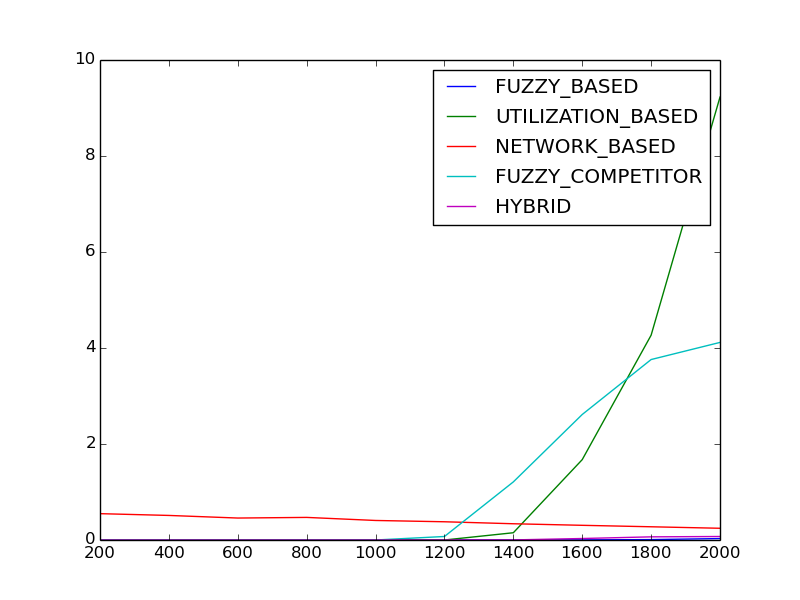 10
8
6
4
2
0
FUZZY_BASED
UTILIZATION_BASED
NETWORK_BASED
FUZZY_COMPETITOR
HYBRID
200 400 600 800 1000 1200 1400 1600 1800 2000